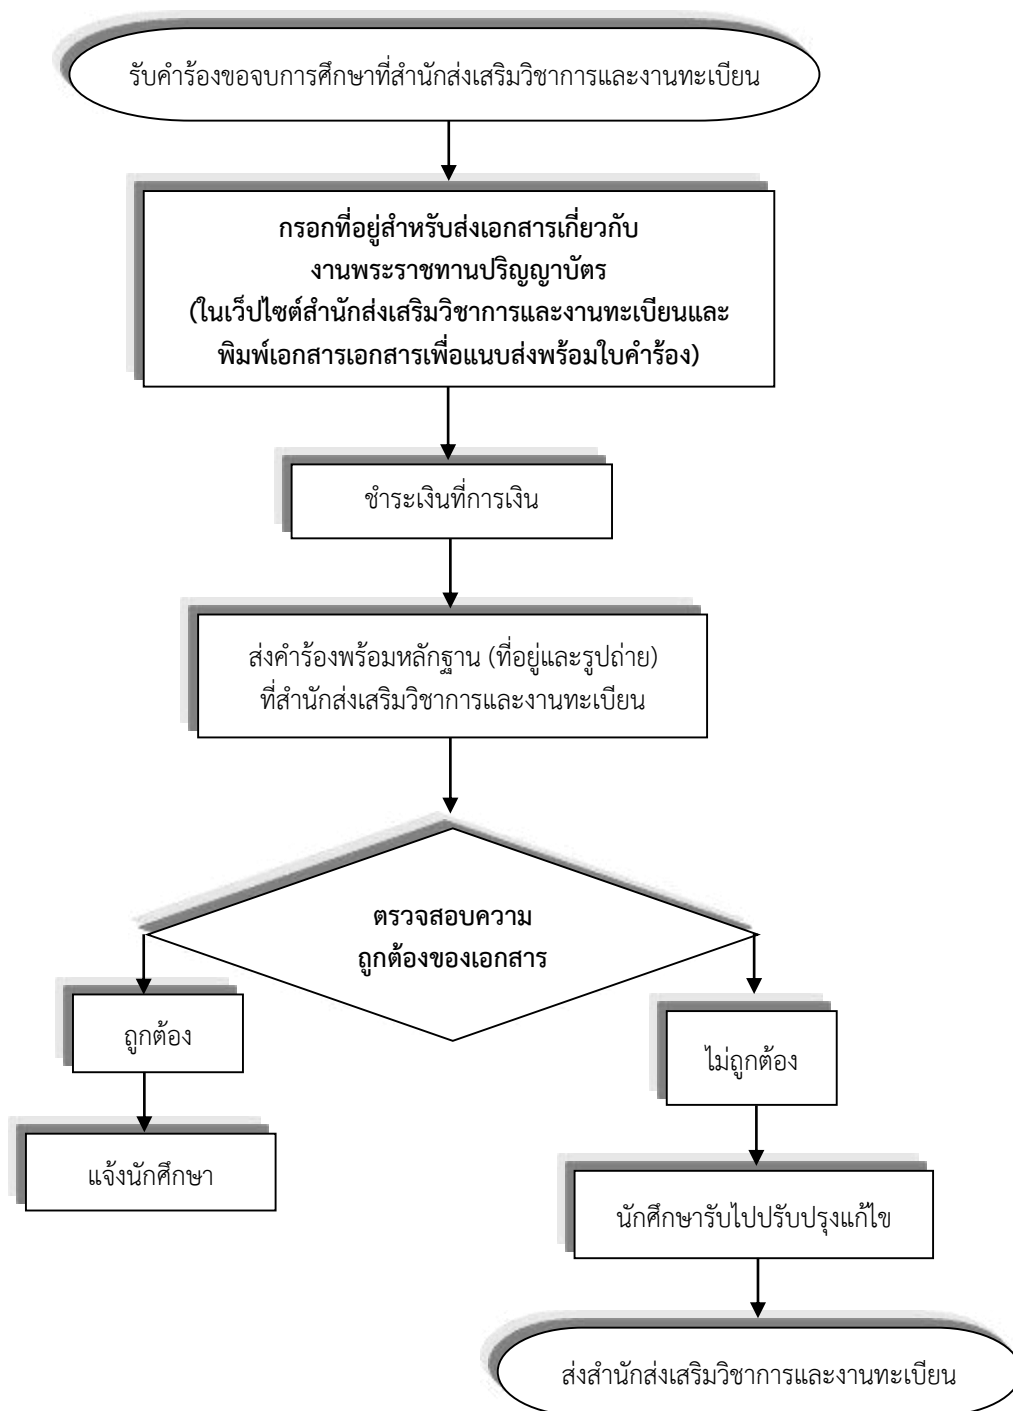 รับคำร้องขอจบการศึกษาที่สำนักส่งเสริมวิชาการและงานทะเบียน
กรอกที่อยู่สำหรับส่งเอกสารเกี่ยวกับ
งานพระราชทานปริญญาบัตร
(ในเว็ปไซต์สำนักส่งเสริมวิชาการและงานทะเบียนและ
พิมพ์เอกสารเอกสารเพื่อแนบส่งพร้อมใบคำร้อง)
ชำระเงินที่การเงิน
ส่งคำร้องพร้อมหลักฐาน (ที่อยู่และรูปถ่าย)
ที่สำนักส่งเสริมวิชาการและงานทะเบียน
ตรวจสอบความ
ถูกต้องของเอกสาร
ถูกต้อง
ไม่ถูกต้อง
แจ้งนักศึกษา
นักศึกษารับไปปรับปรุงแก้ไข
ส่งสำนักส่งเสริมวิชาการและงานทะเบียน